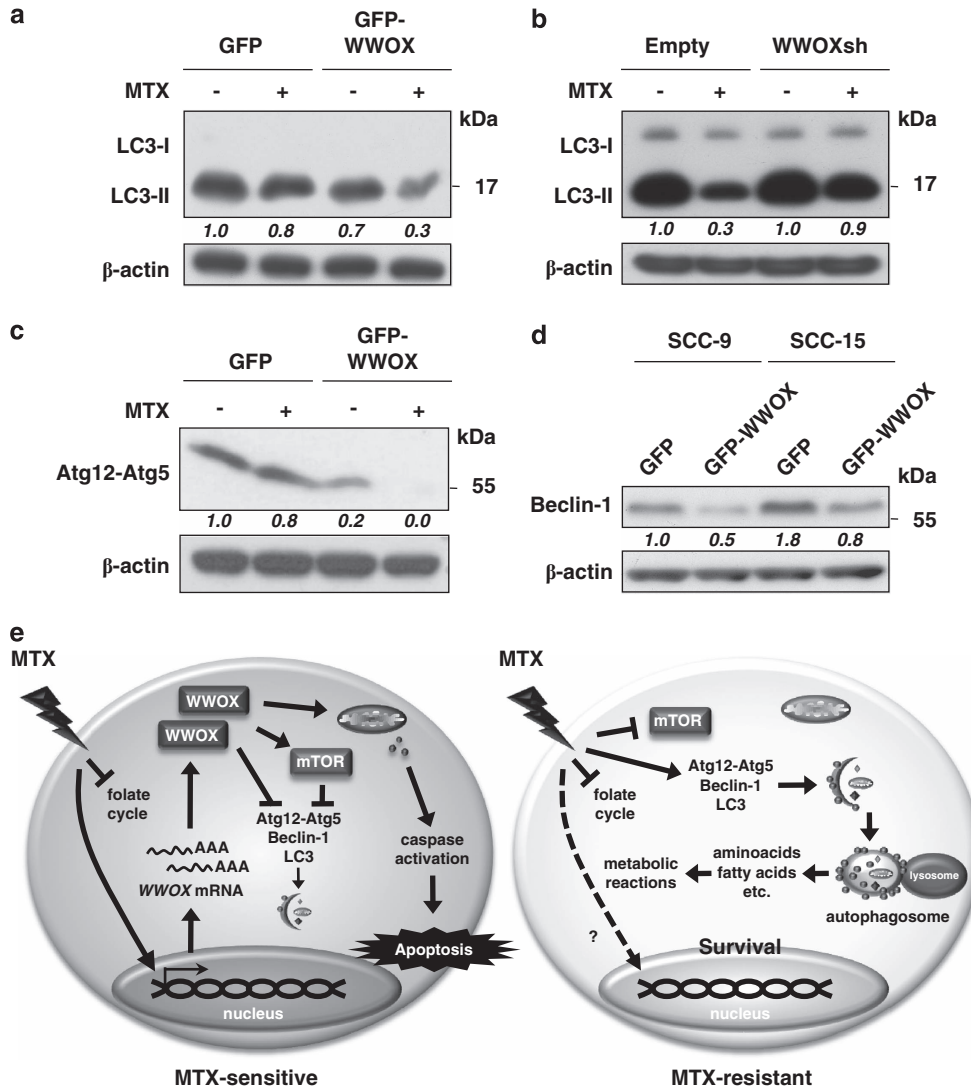 a
GFP
GFP-
WWOX
MTX - + - +
kDa
LC3-I
LC3-II
17
1.0 0.8 0.7 0.3
β-actin
b
Empty
WWOXsh
MTX - + - +
kDa
LC3-I
LC3-II
17
1.0 0.3 1.0 0.9
β-actin
c
GFP
GFP-
WWOX
MTX - + - +
kDa
Atg12-Atg5
55
1.0 0.8 0.2 0.0
β-actin
d
SCC-9
SCC-15
GFP
GFP-WWOX
GFP
GFP-WWOX
kDa
Beclin-1
55
1.0 0.5 1.8 0.8
β-actin
e
MTX
WWOX
WWOX
mTOR
folate
cycle
Atg12-Atg5
Beclin-1
LC3
AAA
AAA
WWOX mRNA
caspase
activation
Apoptosis
nucleus
MTX-sensitive
MTX
mTOR
folate
cycle
Atg12-Atg5
Beclin-1
LC3
metabolic
reactions
aminoacids
fatty acids
etc.
lysosome
autophagosome
?
Survival
nucleus
MTX-resistant